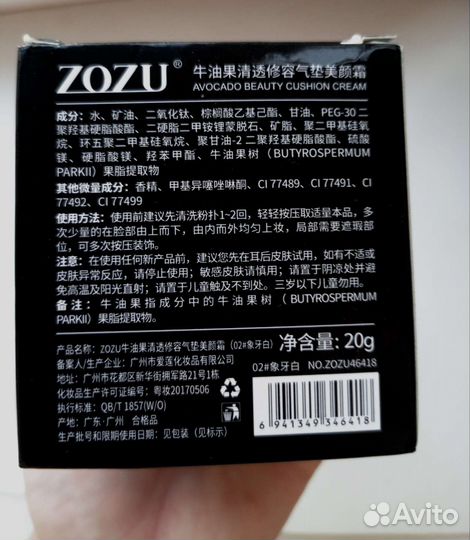 ZOZU® 牛油果清透修容气垫美颜霜
AVOCADO BEAUTY CUSHION CREAM
成分：水、矿油、二氧化钛、棕榈酸乙基己酯、甘油、PEG-30 二
聚羟基硬脂酸酯、二硬脂二甲铵锂蒙脱石、矿脂、聚二甲基硅氧
烷、环五聚二甲基硅氧烷、聚甘油-2 二聚羟基硬脂酸酯、硫酸
镁、硬脂酸镁、羟苯甲酯、牛油果树（BUTYROSPERMUM
PARKII）果脂提取物
其他微量成分：香精、甲基异噻唑啉酮、CI 77489、CI 77491、CI
77492、CI 77499
使用方法：使用前建议先清洗粉扑1~2回，轻轻按压取适量本品，多
次少量的在脸部由上而下，由内而外均匀上妆，局部需要遮瑕部
位，可多次按压装饰。
注意：在使用任何新产品前，建议您先在耳后皮肤试用，如有不适或
皮肤异常反应，请停止使用；敏感皮肤请慎用；请置于阴凉处并避
免高温及阳光直射；请置于儿童触及不到处。三岁以下儿童勿用。
备注：牛油果指成分中的牛油果树（BUTYROSPERMUM
PARKII）果脂提取物。
产品名称：ZOZU牛油果清透修容气垫美颜霜（02#象牙白）
净含量：20g
备案人/生产企业：广州市爱莲化妆品有限公司
地址：广州市花都区新华街拥军路21号1栋
化妆品生产许可证编号：粤妆20170506
执行标准：QB/T 1857(W/O)
产地：广东·广州 合格品
生产批号和限期使用日期：见包装（见标示）
02#象牙白 NO.ZOZU46418
6 941349 346418
Avito